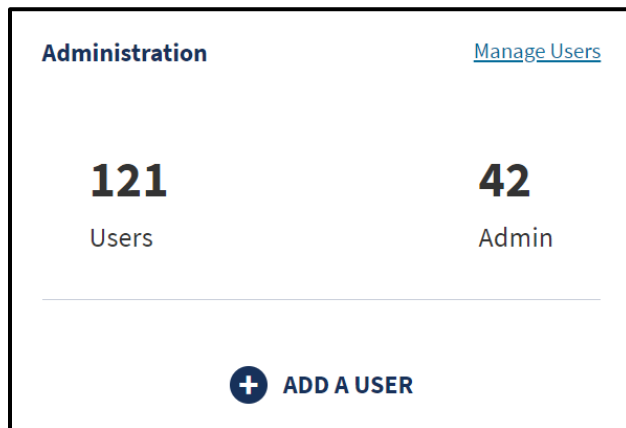 Administration
Manage Users
121
42
Users
Admin
ADD A USER